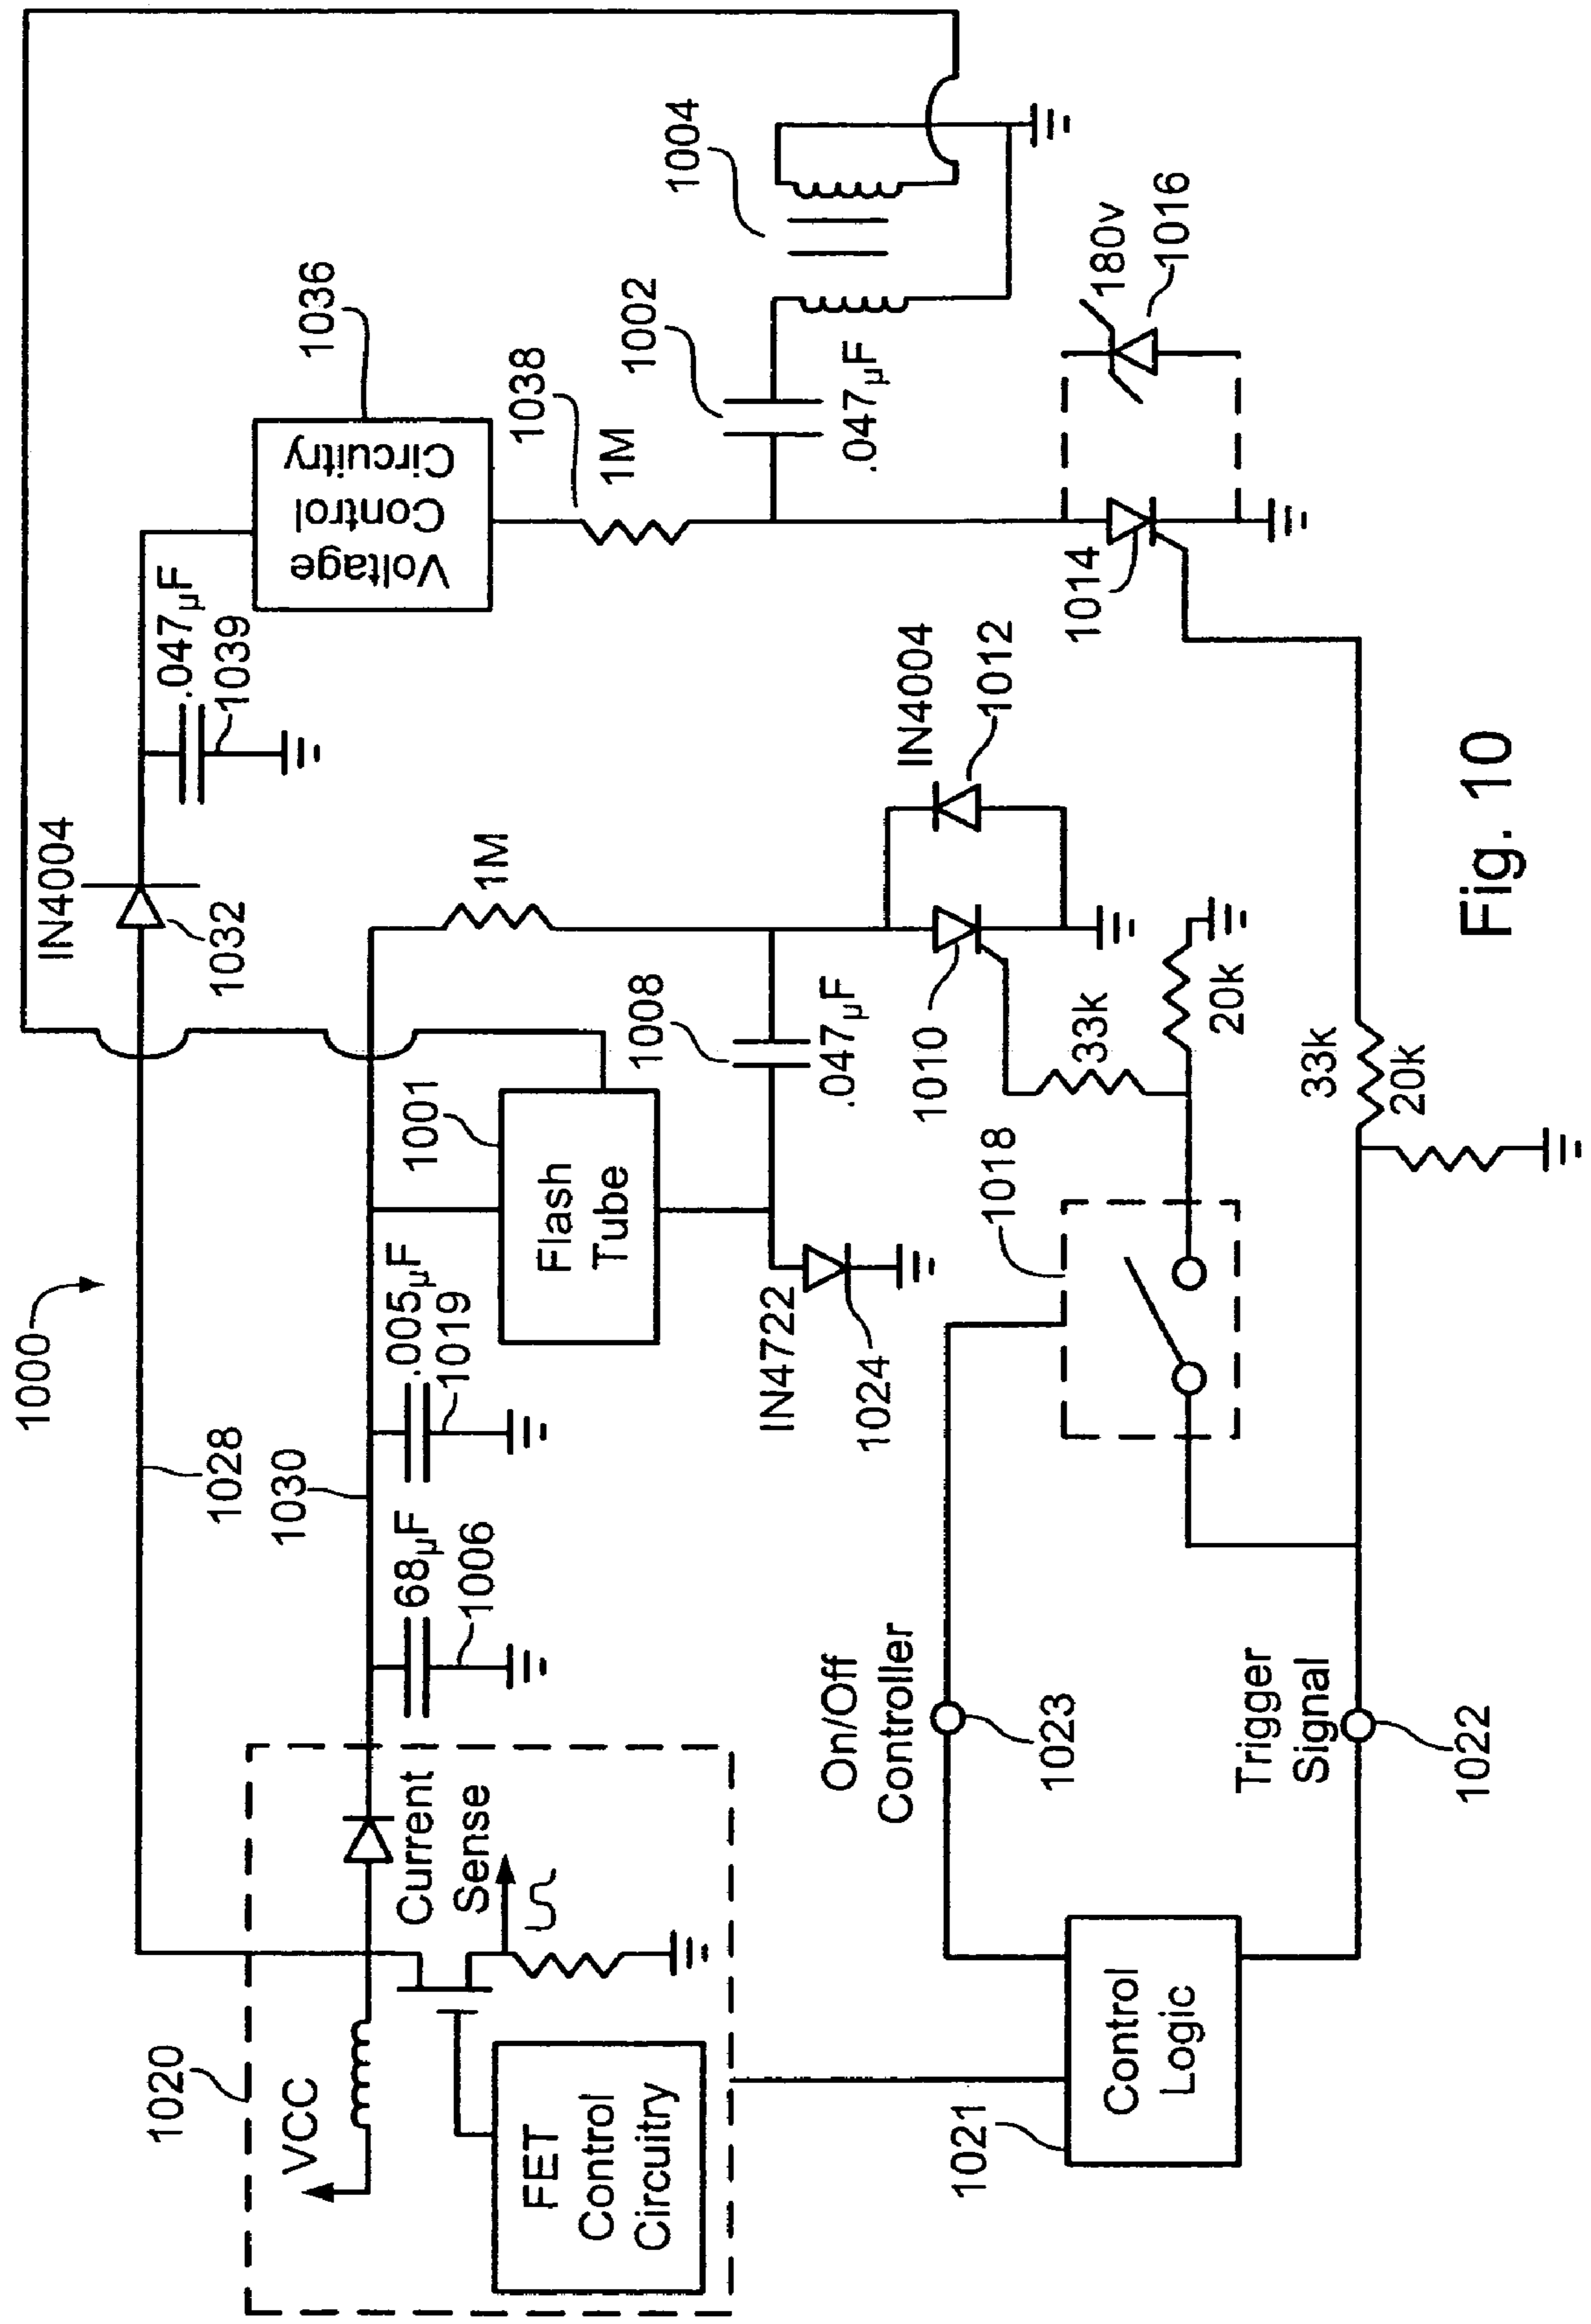 1000
1028
1030
1020
VCC
Current
Sense
FET
Control
Circuitry
68μF
1006
.005μF
1019
IN4004
1032
.047μF
1039
Voltage
Control
Circuitry
1036
1038
1M
1002
.047μF
1004
180v
1016
1014
1001
Flash
Tube
1M
1008
.047μF
IN4722
1024
IN4004
1012
1010
33k
20k
1018
On/Off
Controller
1023
Trigger
Signal
1022
Control
Logic
1021
33k
20k
Fig. 10